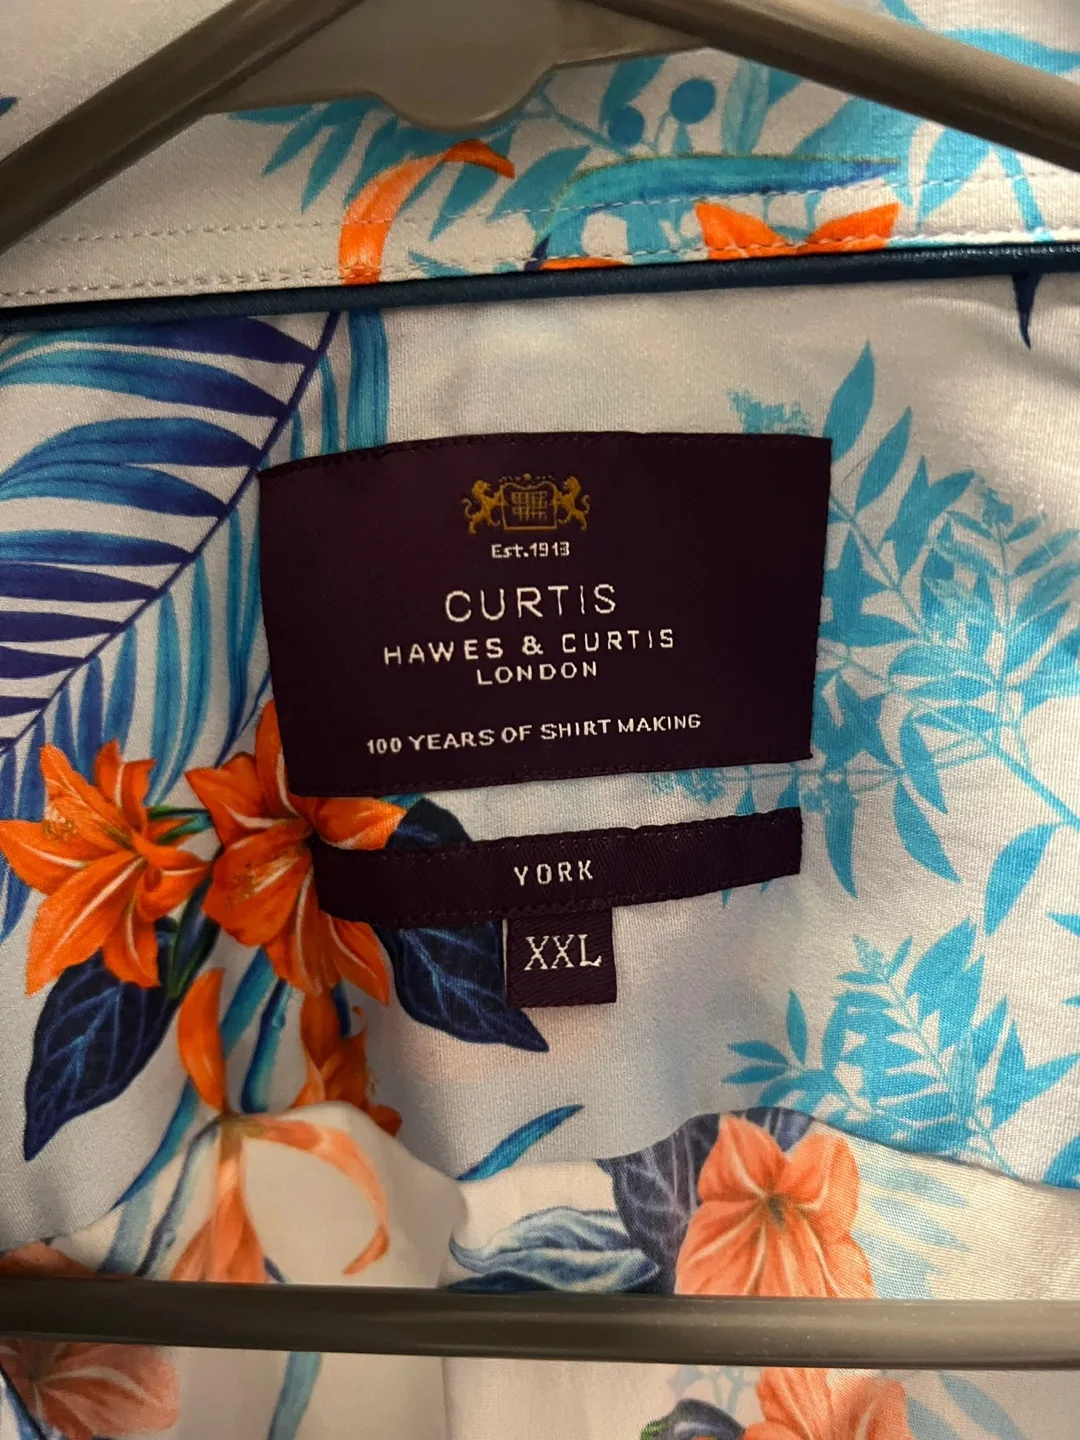 Est.1913
CURTIS
HAWES & CURTIS
LONDON
100 YEARS OF SHIRT MAKING
YORK
XXL